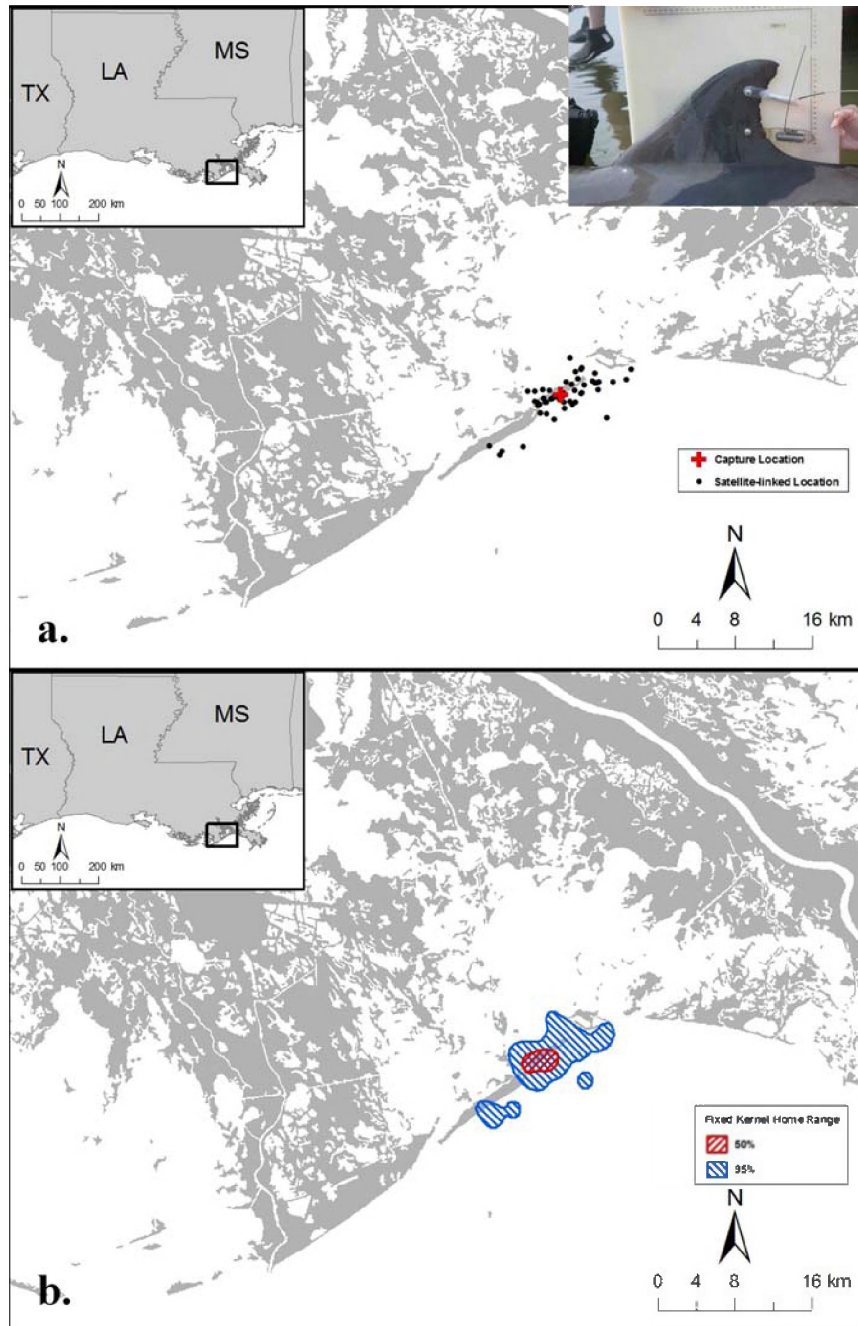 MS
LA
TX
N
0 50 100 200 km
Capture Location
Satellite-linked Location
N
0 4 8 16 km
a.
MS
LA
TX
N
0 50 100 200 km
Fixed Kernel Home Range
50%
95%
N
0 4 8 16 km
b.